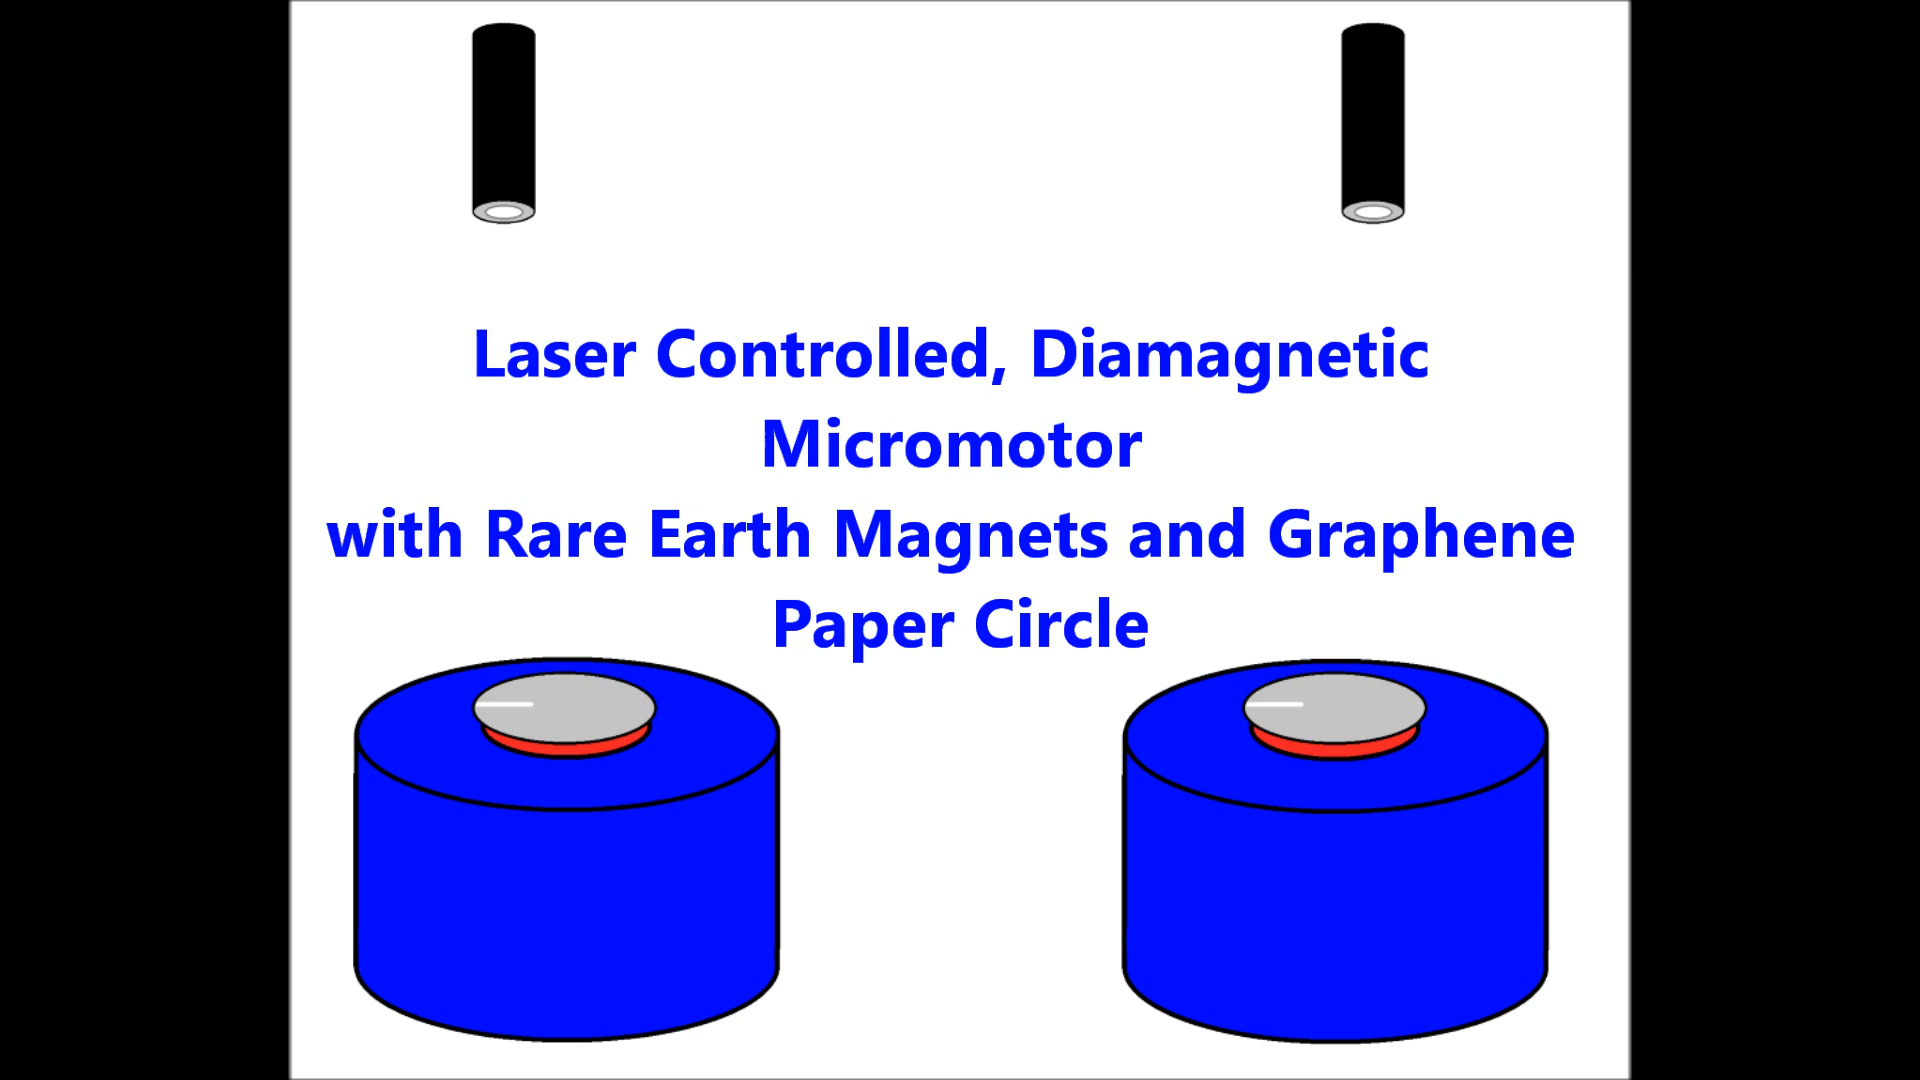 Laser Controlled, Diamagnetic
Micromotor
with Rare Earth Magnets and Graphene
Paper Circle